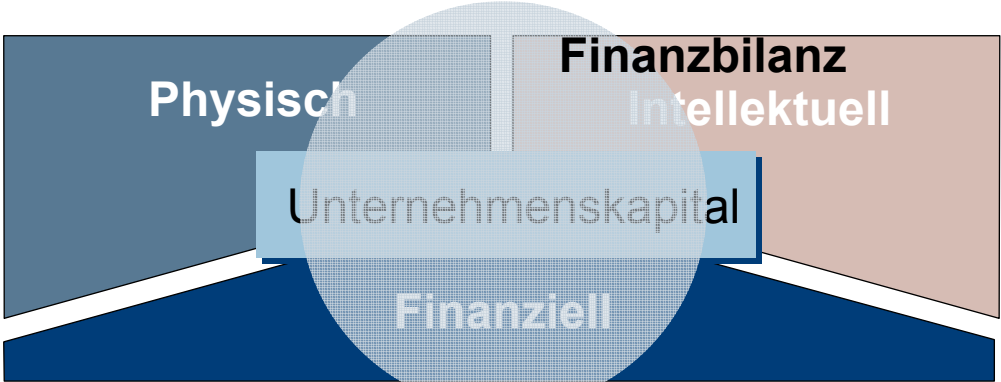 Finanzbilanz
Physisch
Intellektuell
Unternehmenskapital
Finanziell